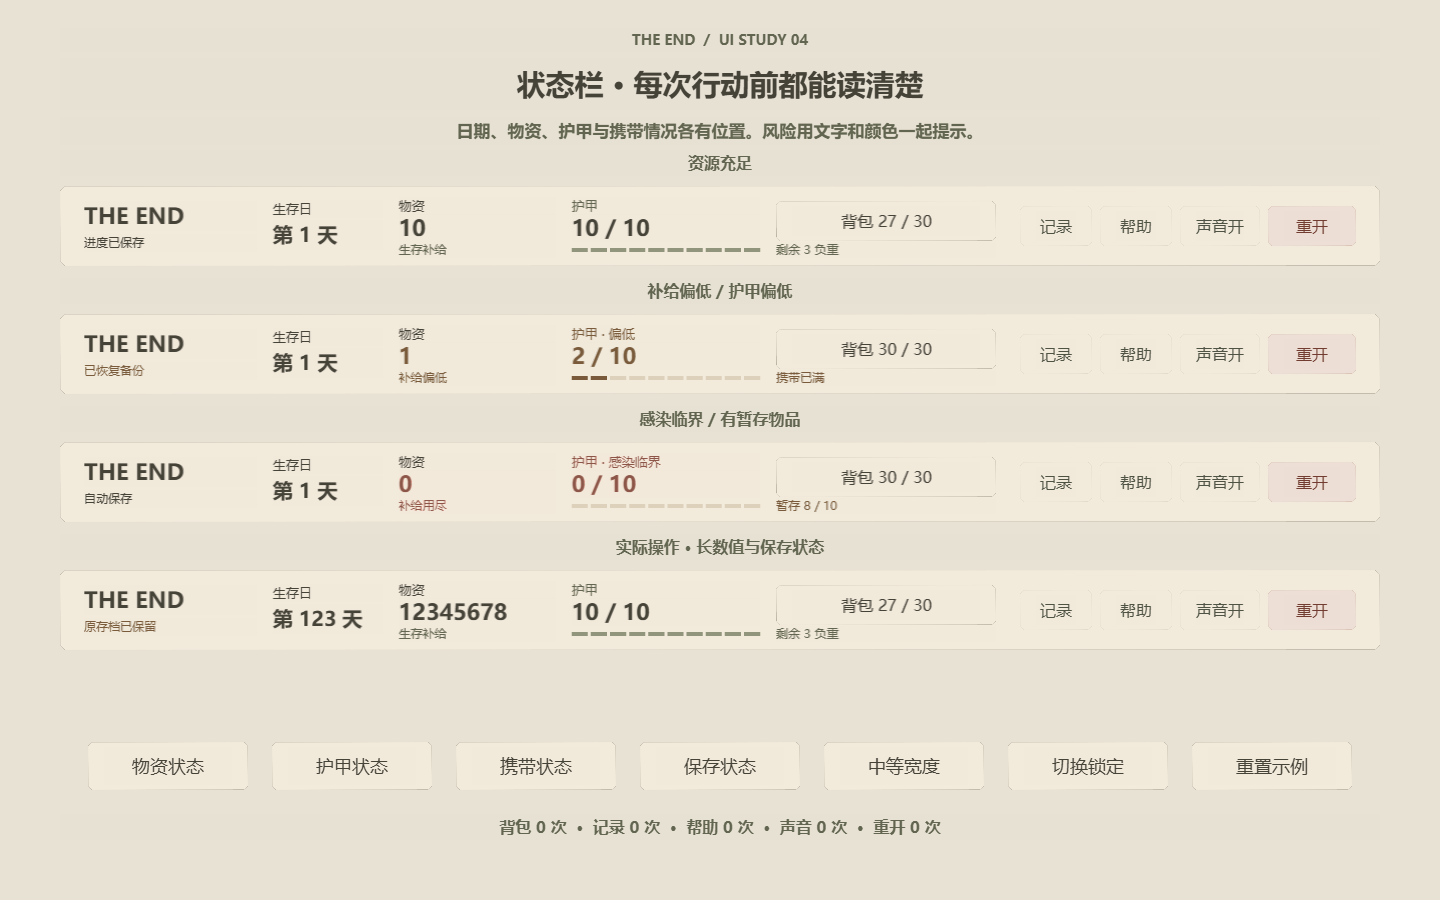 THE END / UI STUDY 04
状态栏 • 每次行动前都能读清楚
日期、物资、护甲与携带情况各有位置。风险用文字和颜色一起提示。
资源充足
THE END
进度已保存
生存日
第 1 天
物资
10
生存补给
护甲
10 / 10
背包 27 / 30
剩余 3 负重
记录
帮助
声音开
重开
补给偏低 / 护甲偏低
THE END
已恢复备份
生存日
第 1 天
物资
1
补给偏低
护甲 · 偏低
2 / 10
背包 30 / 30
携带已满
记录
帮助
声音开
重开
感染临界 / 有暂存物品
THE END
自动保存
生存日
第 1 天
物资
0
补给用尽
护甲 · 感染临界
0 / 10
背包 30 / 30
暂存 8 / 10
记录
帮助
声音开
重开
实际操作 • 长数值与保存状态
THE END
原存档已保留
生存日
第 123 天
物资
12345678
生存补给
护甲
10 / 10
背包 27 / 30
剩余 3 负重
记录
帮助
声音开
重开
物资状态
护甲状态
携带状态
保存状态
中等宽度
切换锁定
重置示例
背包 0 次 • 记录 0 次 • 帮助 0 次 • 声音 0 次 • 重开 0 次